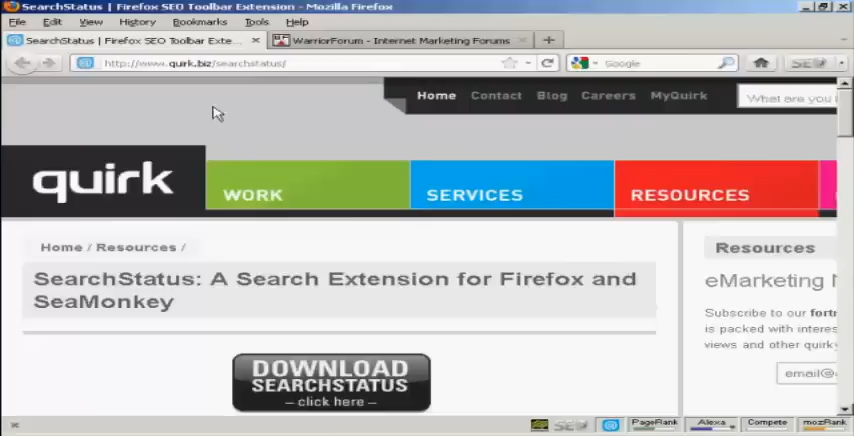 SearchStatus | Firefox SEO Toolbar Extension - Mozilla Firefox
File Edit View History Bookmarks Tools Help
SearchStatus | Firefox SEO Toolbar Exte... WarriorForum - Internet Marketing Forums
http://www.quirk.biz/searchstatus/ Google
Home Contact Blog Careers MyQuirk What are you
quirk WORK SERVICES RESOURCES
Home / Resources /
SearchStatus: A Search Extension for Firefox and
SeaMonkey
DOWNLOAD
SEARCHSTATUS
– click here –
Resources
eMarketing
Subscribe to our
is packed with
views and other
email@
PageRank Alexa Compete mozRank